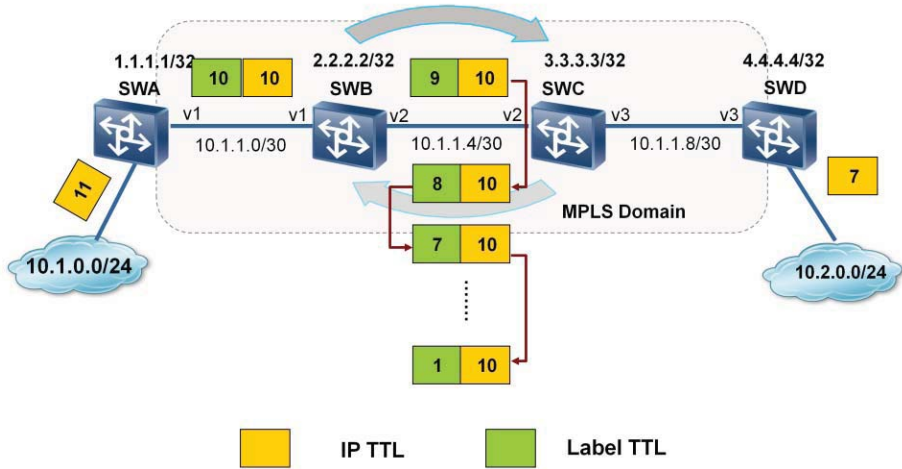 1.1.1.1/32
10 10
2.2.2.2/32
9 10
3.3.3.3/32
4.4.4.4/32
SWA
SWB
SWC
SWD
v1
v1
v2
v2
v3
v3
10.1.1.0/30
10.1.1.4/30
10.1.1.8/30
11
8 10
7
MPLS Domain
7 10
10.1.0.0/24
10.2.0.0/24
1 10
IP TTL
Label TTL